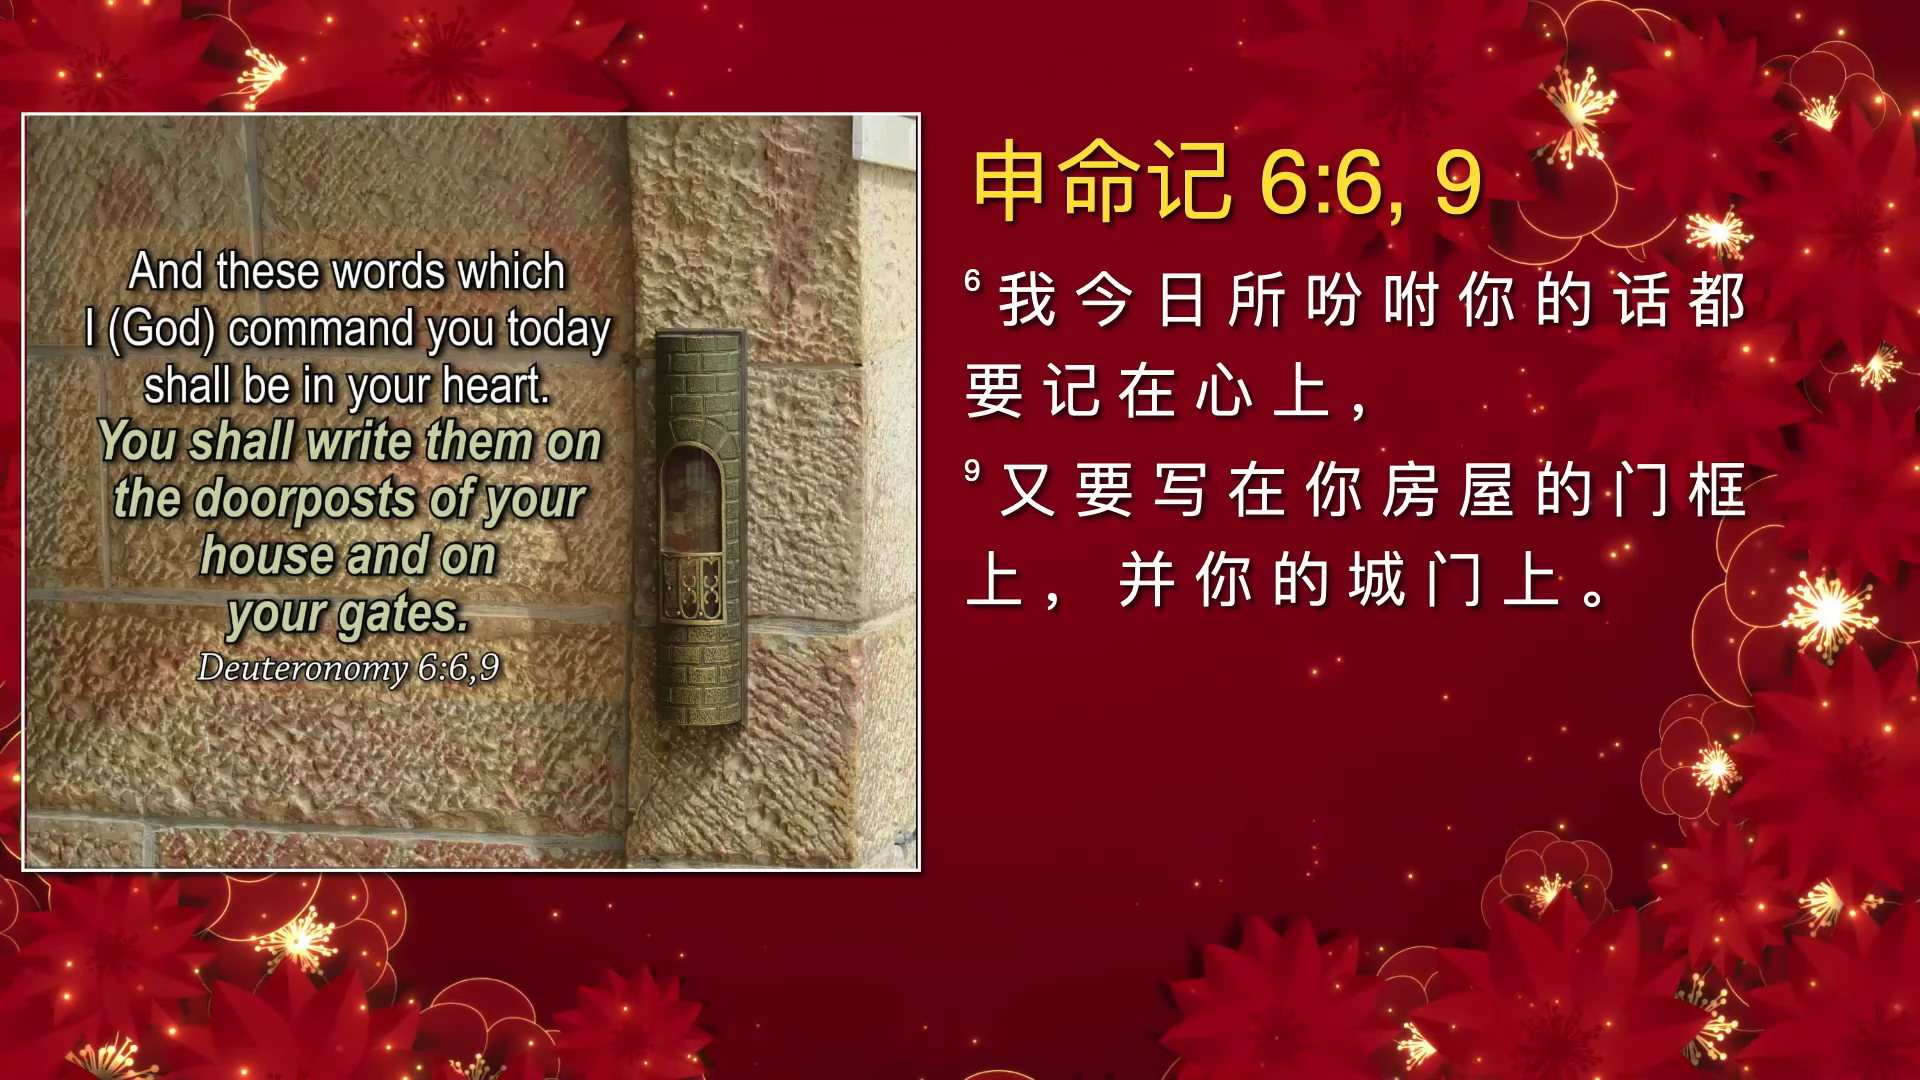 And these words which
I (God) command you today
shall be in your heart.
You shall write them on
the doorposts of your
house and on
your gates.
Deuteronomy 6:6,9
申命记 6:6, 9
6 我今日所吩咐你的话都
要记在心上，
9 又要写在你房屋的门框
上，并你的城门上。